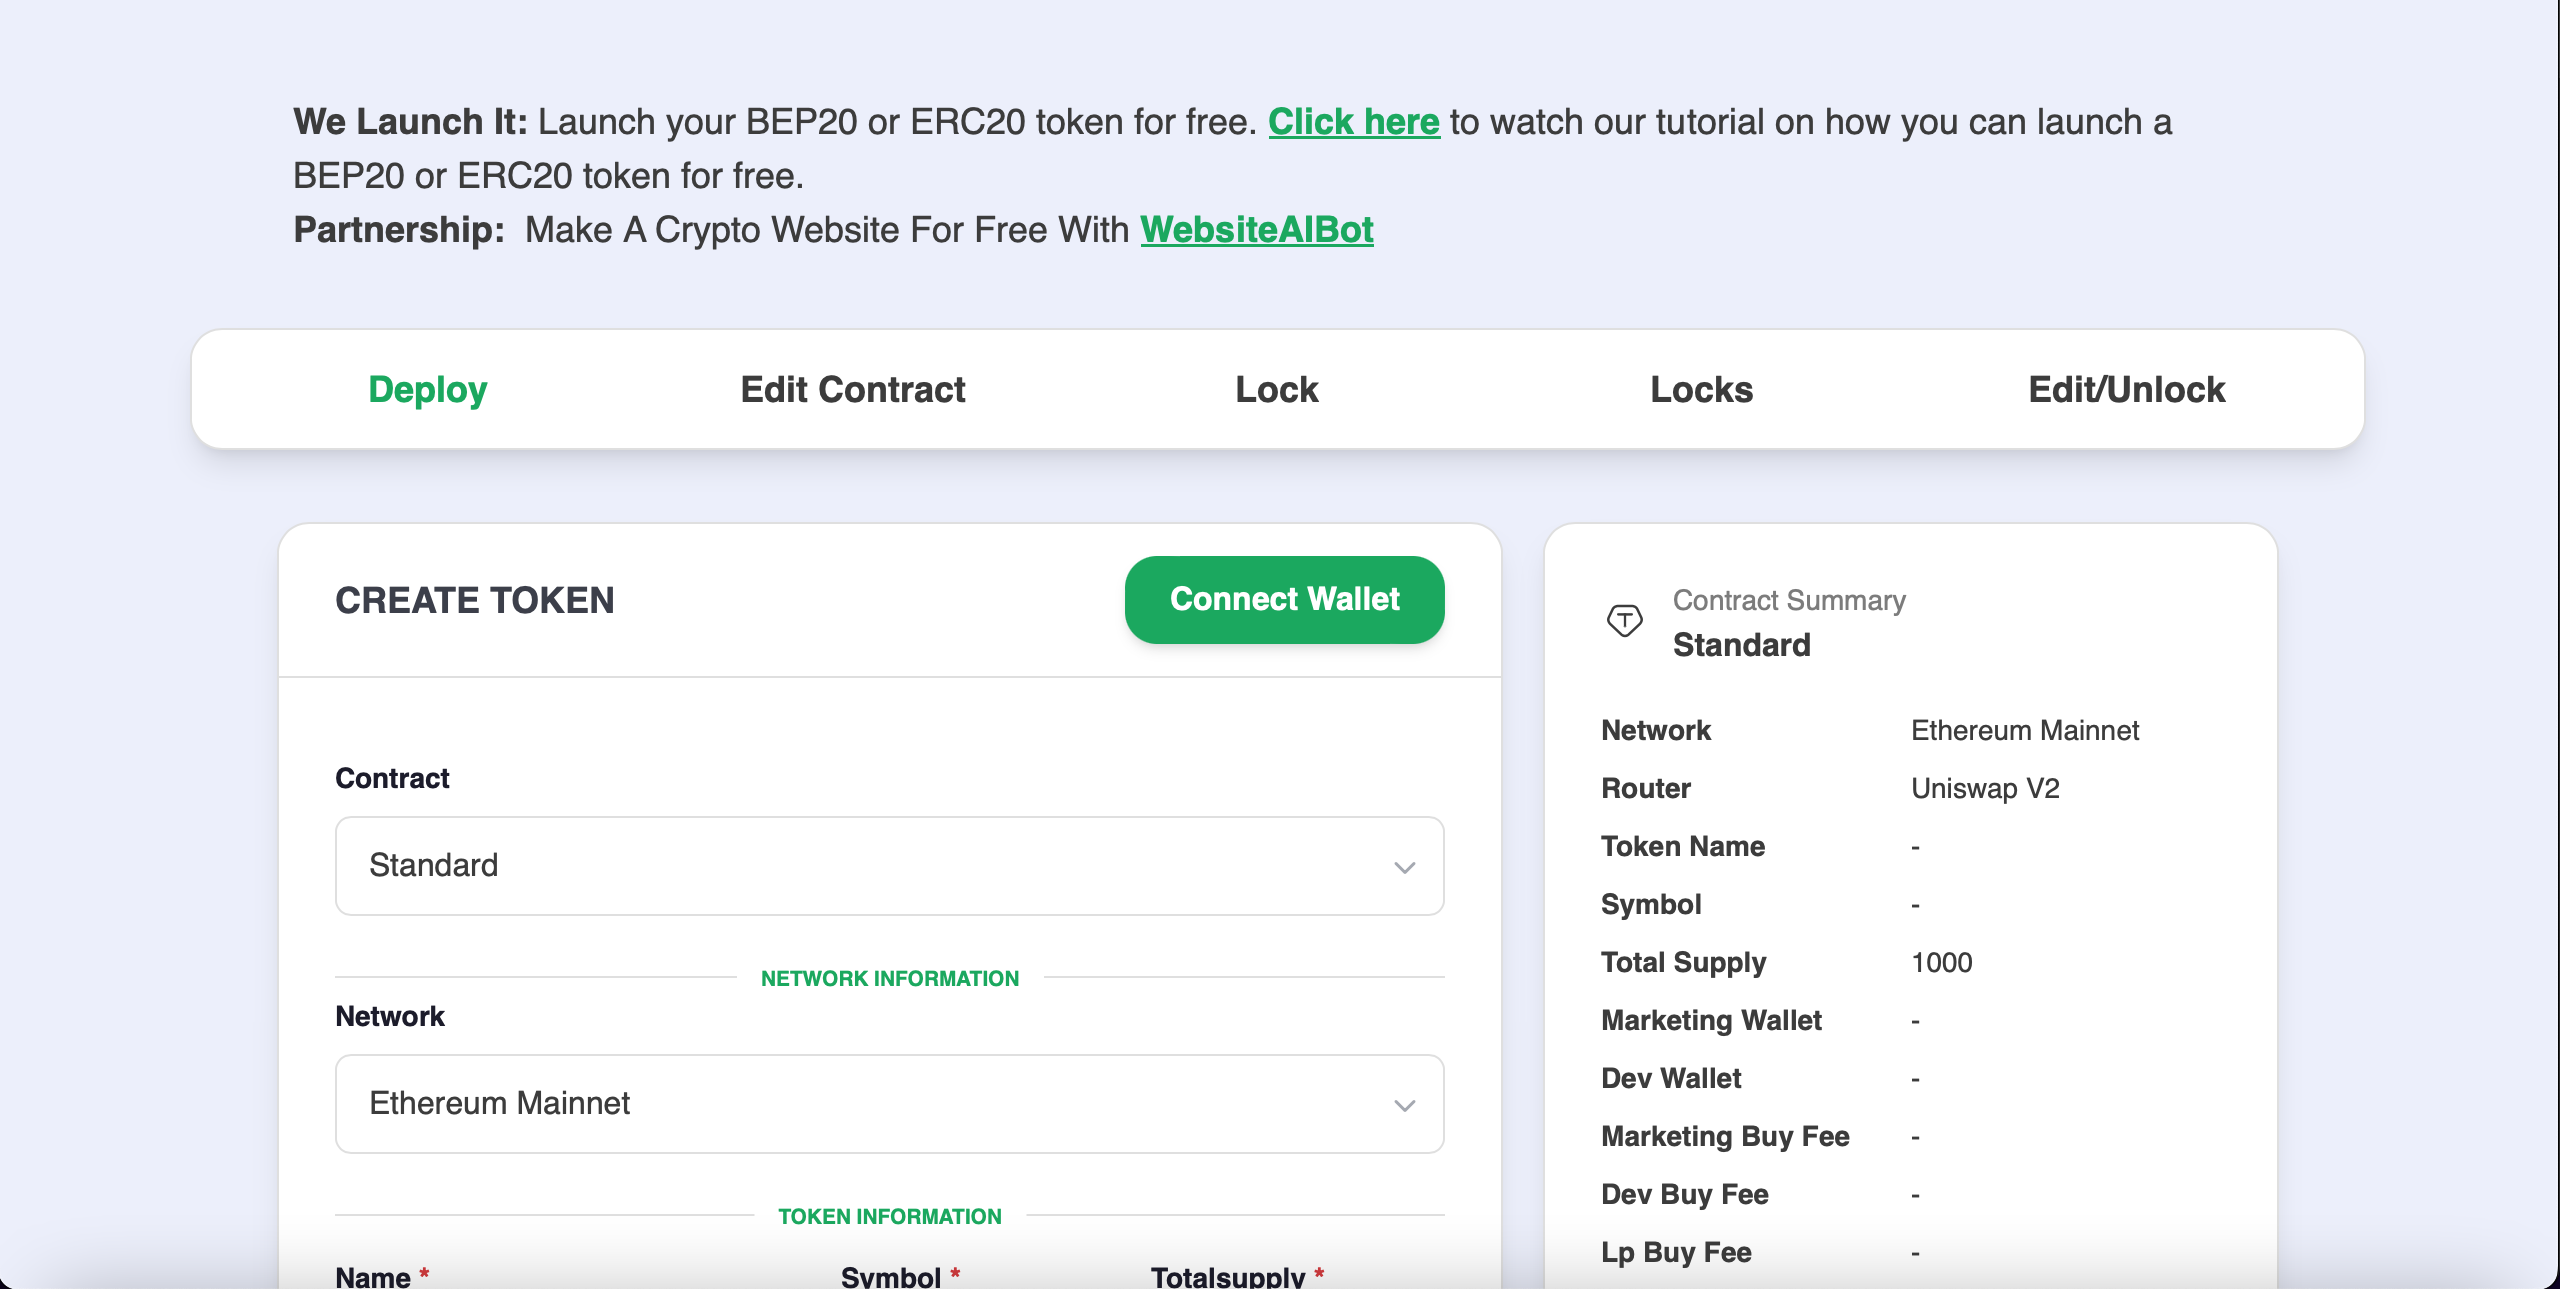 We Launch It: Launch your BEP20 or ERC20 token for free. Click here to watch our tutorial on how you can launch a
BEP20 or ERC20 token for free.
Partnership: Make A Crypto Website For Free With WebsiteAIBot
Deploy
Edit Contract
Lock
Locks
Edit/Unlock
CREATE TOKEN
Connect Wallet
Contract
Standard
NETWORK INFORMATION
Network
Ethereum Mainnet
TOKEN INFORMATION
Name *
Symbol *
Totalsupply *
Contract Summary
Standard
Network Ethereum Mainnet
Router Uniswap V2
Token Name -
Symbol -
Total Supply 1000
Marketing Wallet -
Dev Wallet -
Marketing Buy Fee -
Dev Buy Fee -
Lp Buy Fee -